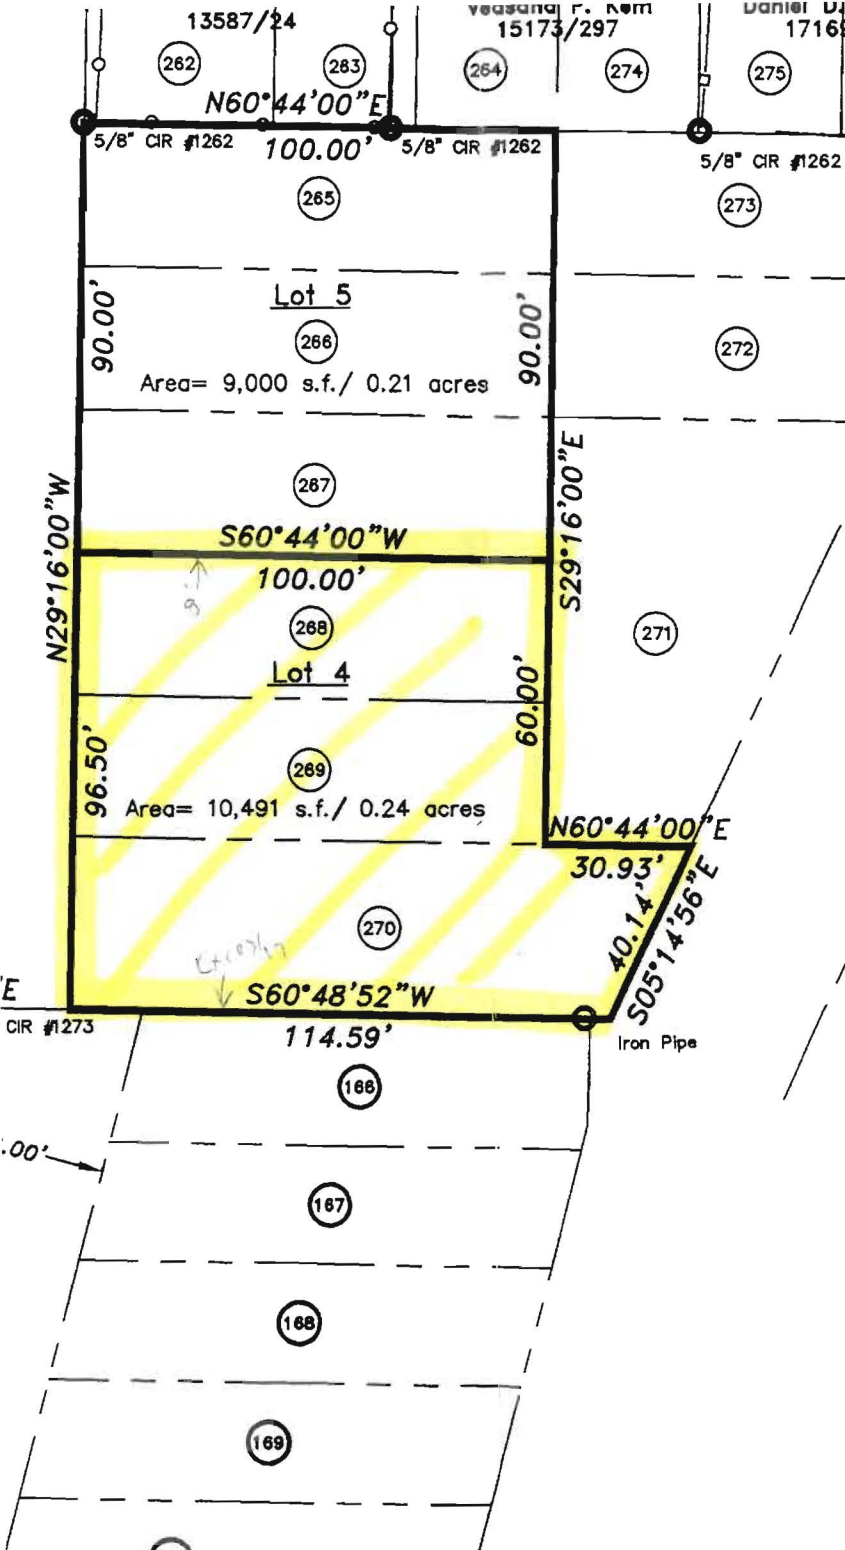 13587/24
15173/297
262
263
264
274
275
N60°44'00"E
5/8" CIR #1262
100.00'
5/8" CIR #1262
5/8" CIR #1262
265
273
90.00'
Lot 5
90.00'
266
272
Area= 9,000 s.f./ 0.21 acres
267
N29°16'00"W
S60°44'00"W
S29°16'00"E
100.00'
268
271
Lot 4
60.00'
96.50'
269
Area= 10,491 s.f./ 0.24 acres
N60°44'00"E
30.93'
40.14'
S05°14'56"E
270
S60°48'52"W
CIR #1273
114.59'
Iron Pipe
166
.00'
167
168
169